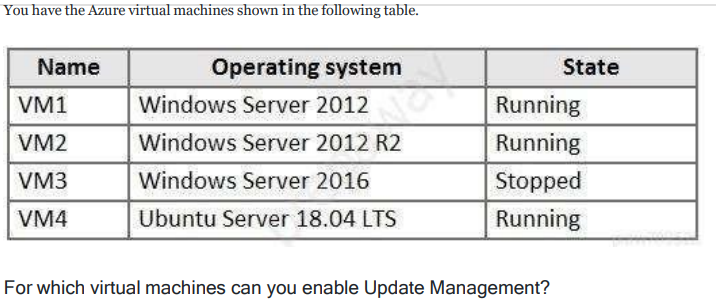 You have the Azure virtual machines shown in the following table.
Name Operating system State
VM1 Windows Server 2012 Running
VM2 Windows Server 2012 R2 Running
VM3 Windows Server 2016 Stopped
VM4 Ubuntu Server 18.04 LTS Running
For which virtual machines can you enable Update Management?